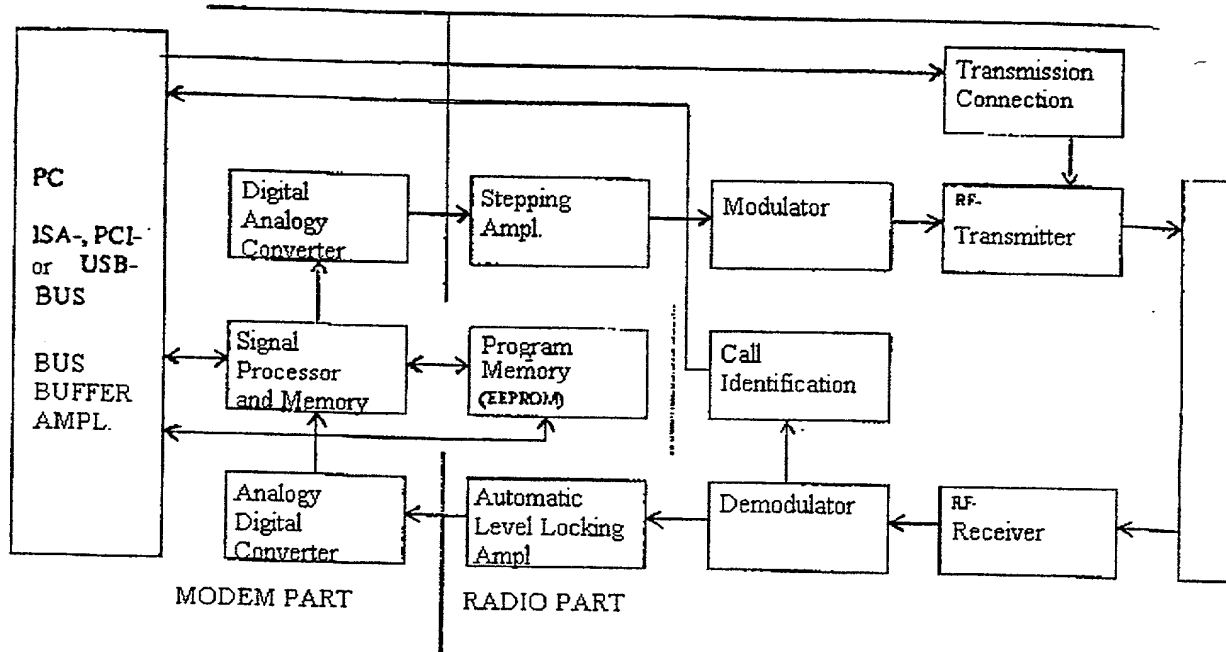 Transmission
Connection
PC
ISA-, PCI-
or USB-
BUS
BUS
BUFFER
AMPL.
Digital
Analogy
Converter
Stepping
Ampl.
Modulator
RF-
Transmitter
Signal
Processor
and Memory
Program
Memory
(EEPROM)
Call
Identification
Analogy
Digital
Converter
Automatic
Level Locking
Ampl
Demodulator
RF-
Receiver
MODEM PART
RADIO PART